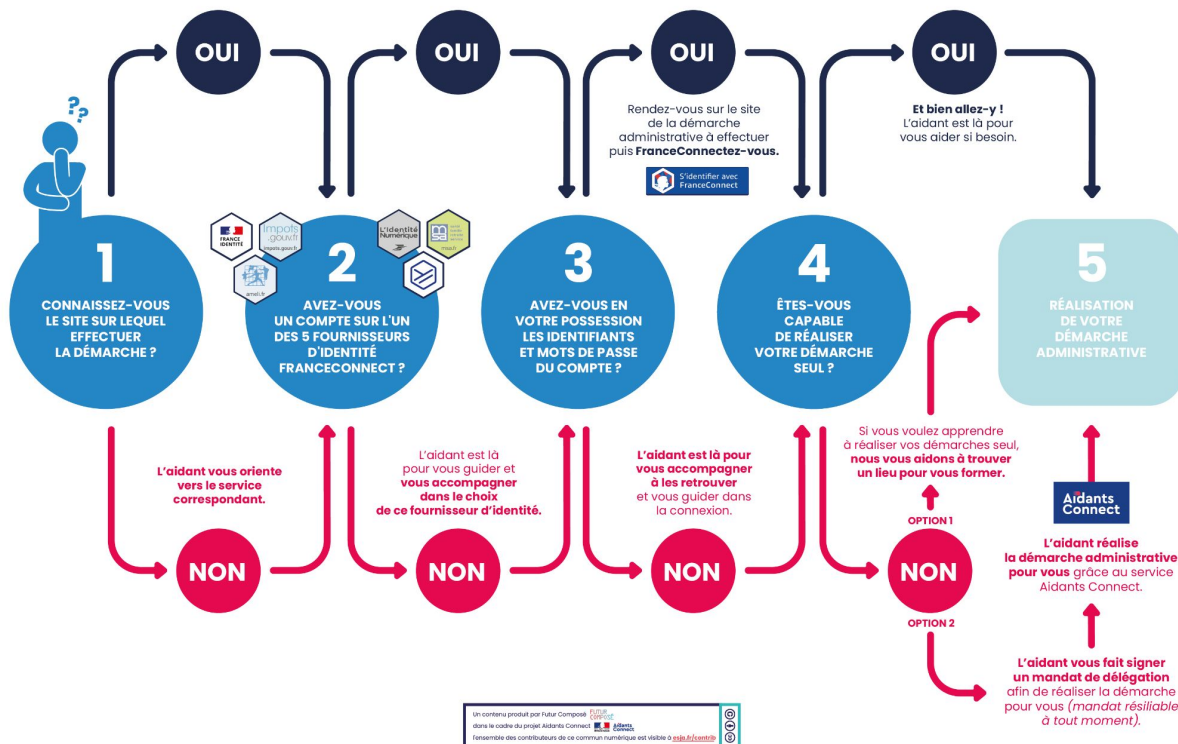 OUI
OUI
OUI
OUI
Rendez-vous sur le site
de la démarche
administrative à effectuer
puis FranceConnectez-vous.
S'identifier avec
FranceConnect
Et bien allez-y !
L'aidant est là pour
vous aider si besoin.
??
1
CONNAISSEZ-VOUS
LE SITE SUR LEQUEL
EFFECTUER
LA DÉMARCHE ?
FRANCE
IDENTITÉ
impots
.gouv.fr
impots.gouv.fr
ameli.fr
L'Identité
Numérique
msa.fr
2
AVEZ-VOUS
UN COMPTE SUR L'UN
DES 5 FOURNISSEURS
D'IDENTITÉ
FRANCECONNECT ?
3
AVEZ-VOUS EN
VOTRE POSSESSION
LES IDENTIFIANTS
ET MOTS DE PASSE
DU COMPTE ?
4
ÊTES-VOUS
CAPABLE
DE RÉALISER
VOTRE DÉMARCHE
SEUL ?
5
RÉALISATION
DE VOTRE
DÉMARCHE
ADMINISTRATIVE
L'aidant vous oriente
vers le service
correspondant.
NON
L'aidant est là
pour vous guider et
vous accompagner
dans le choix
de ce fournisseur d'identité.
NON
L'aidant est là pour
vous accompagner
à les retrouver
et vous guider dans
la connexion.
NON
Si vous voulez apprendre
à réaliser vos démarches seul,
nous vous aidons à trouver
un lieu pour vous former.
OPTION 1
NON
OPTION 2
Aidants
Connect
L'aidant réalise
la démarche administrative
pour vous grâce au service
Aidants Connect.
L'aidant vous fait signer
un mandat de délégation
afin de réaliser la démarche
pour vous (mandat résiliable
à tout moment).
Un contenu produit par Futur Composé FUTUR COMPOSÉ
dans le cadre du projet Aidants Connect Aidants Connect
l'ensemble des contributeurs de ce commun numérique est visible à esja.fr/contrib